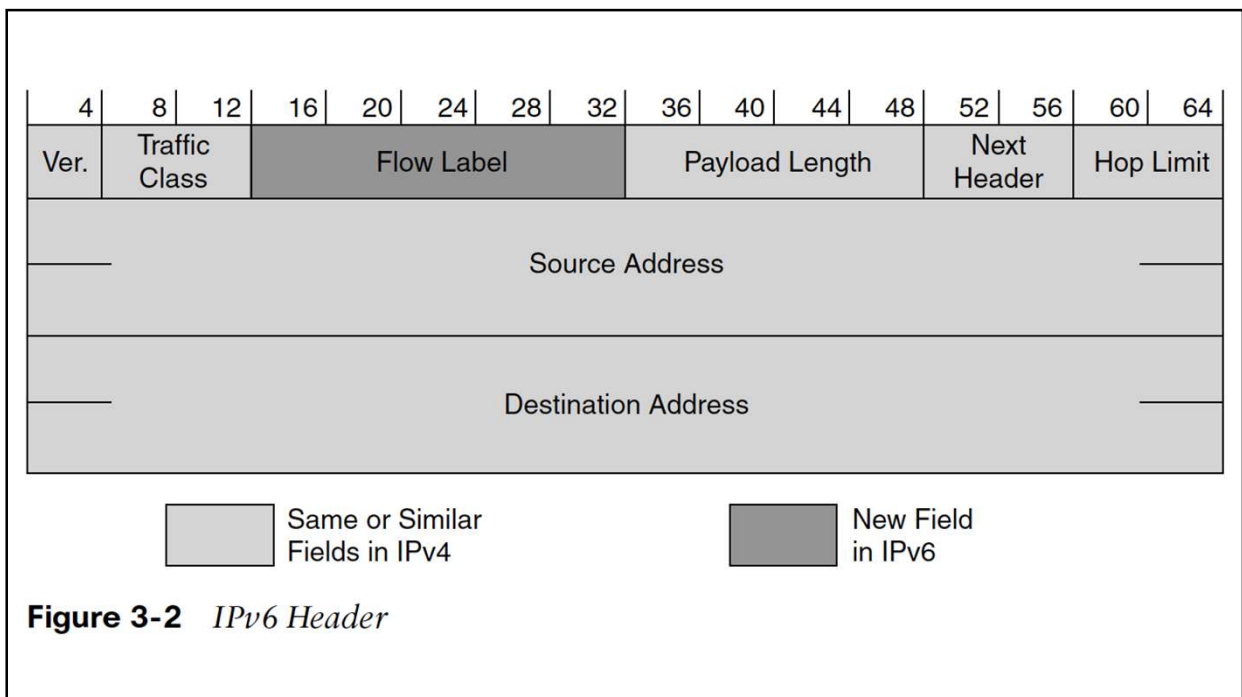 4 8 12 16 20 24 28 32 36 40 44 48 52 56 60 64
Ver.
Traffic
Class
Flow Label
Payload Length
Next
Header
Hop Limit
Source Address
Destination Address
Same or Similar
Fields in IPv4
New Field
in IPv6
Figure 3-2 IPv6 Header